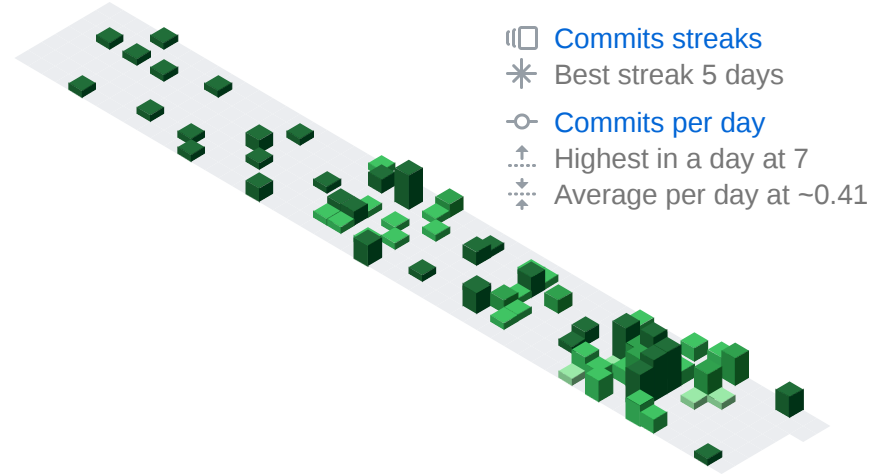 Commits streaks
Best streak 5 days
Commits per day
Highest in a day at 7
Average per day at ~0.41